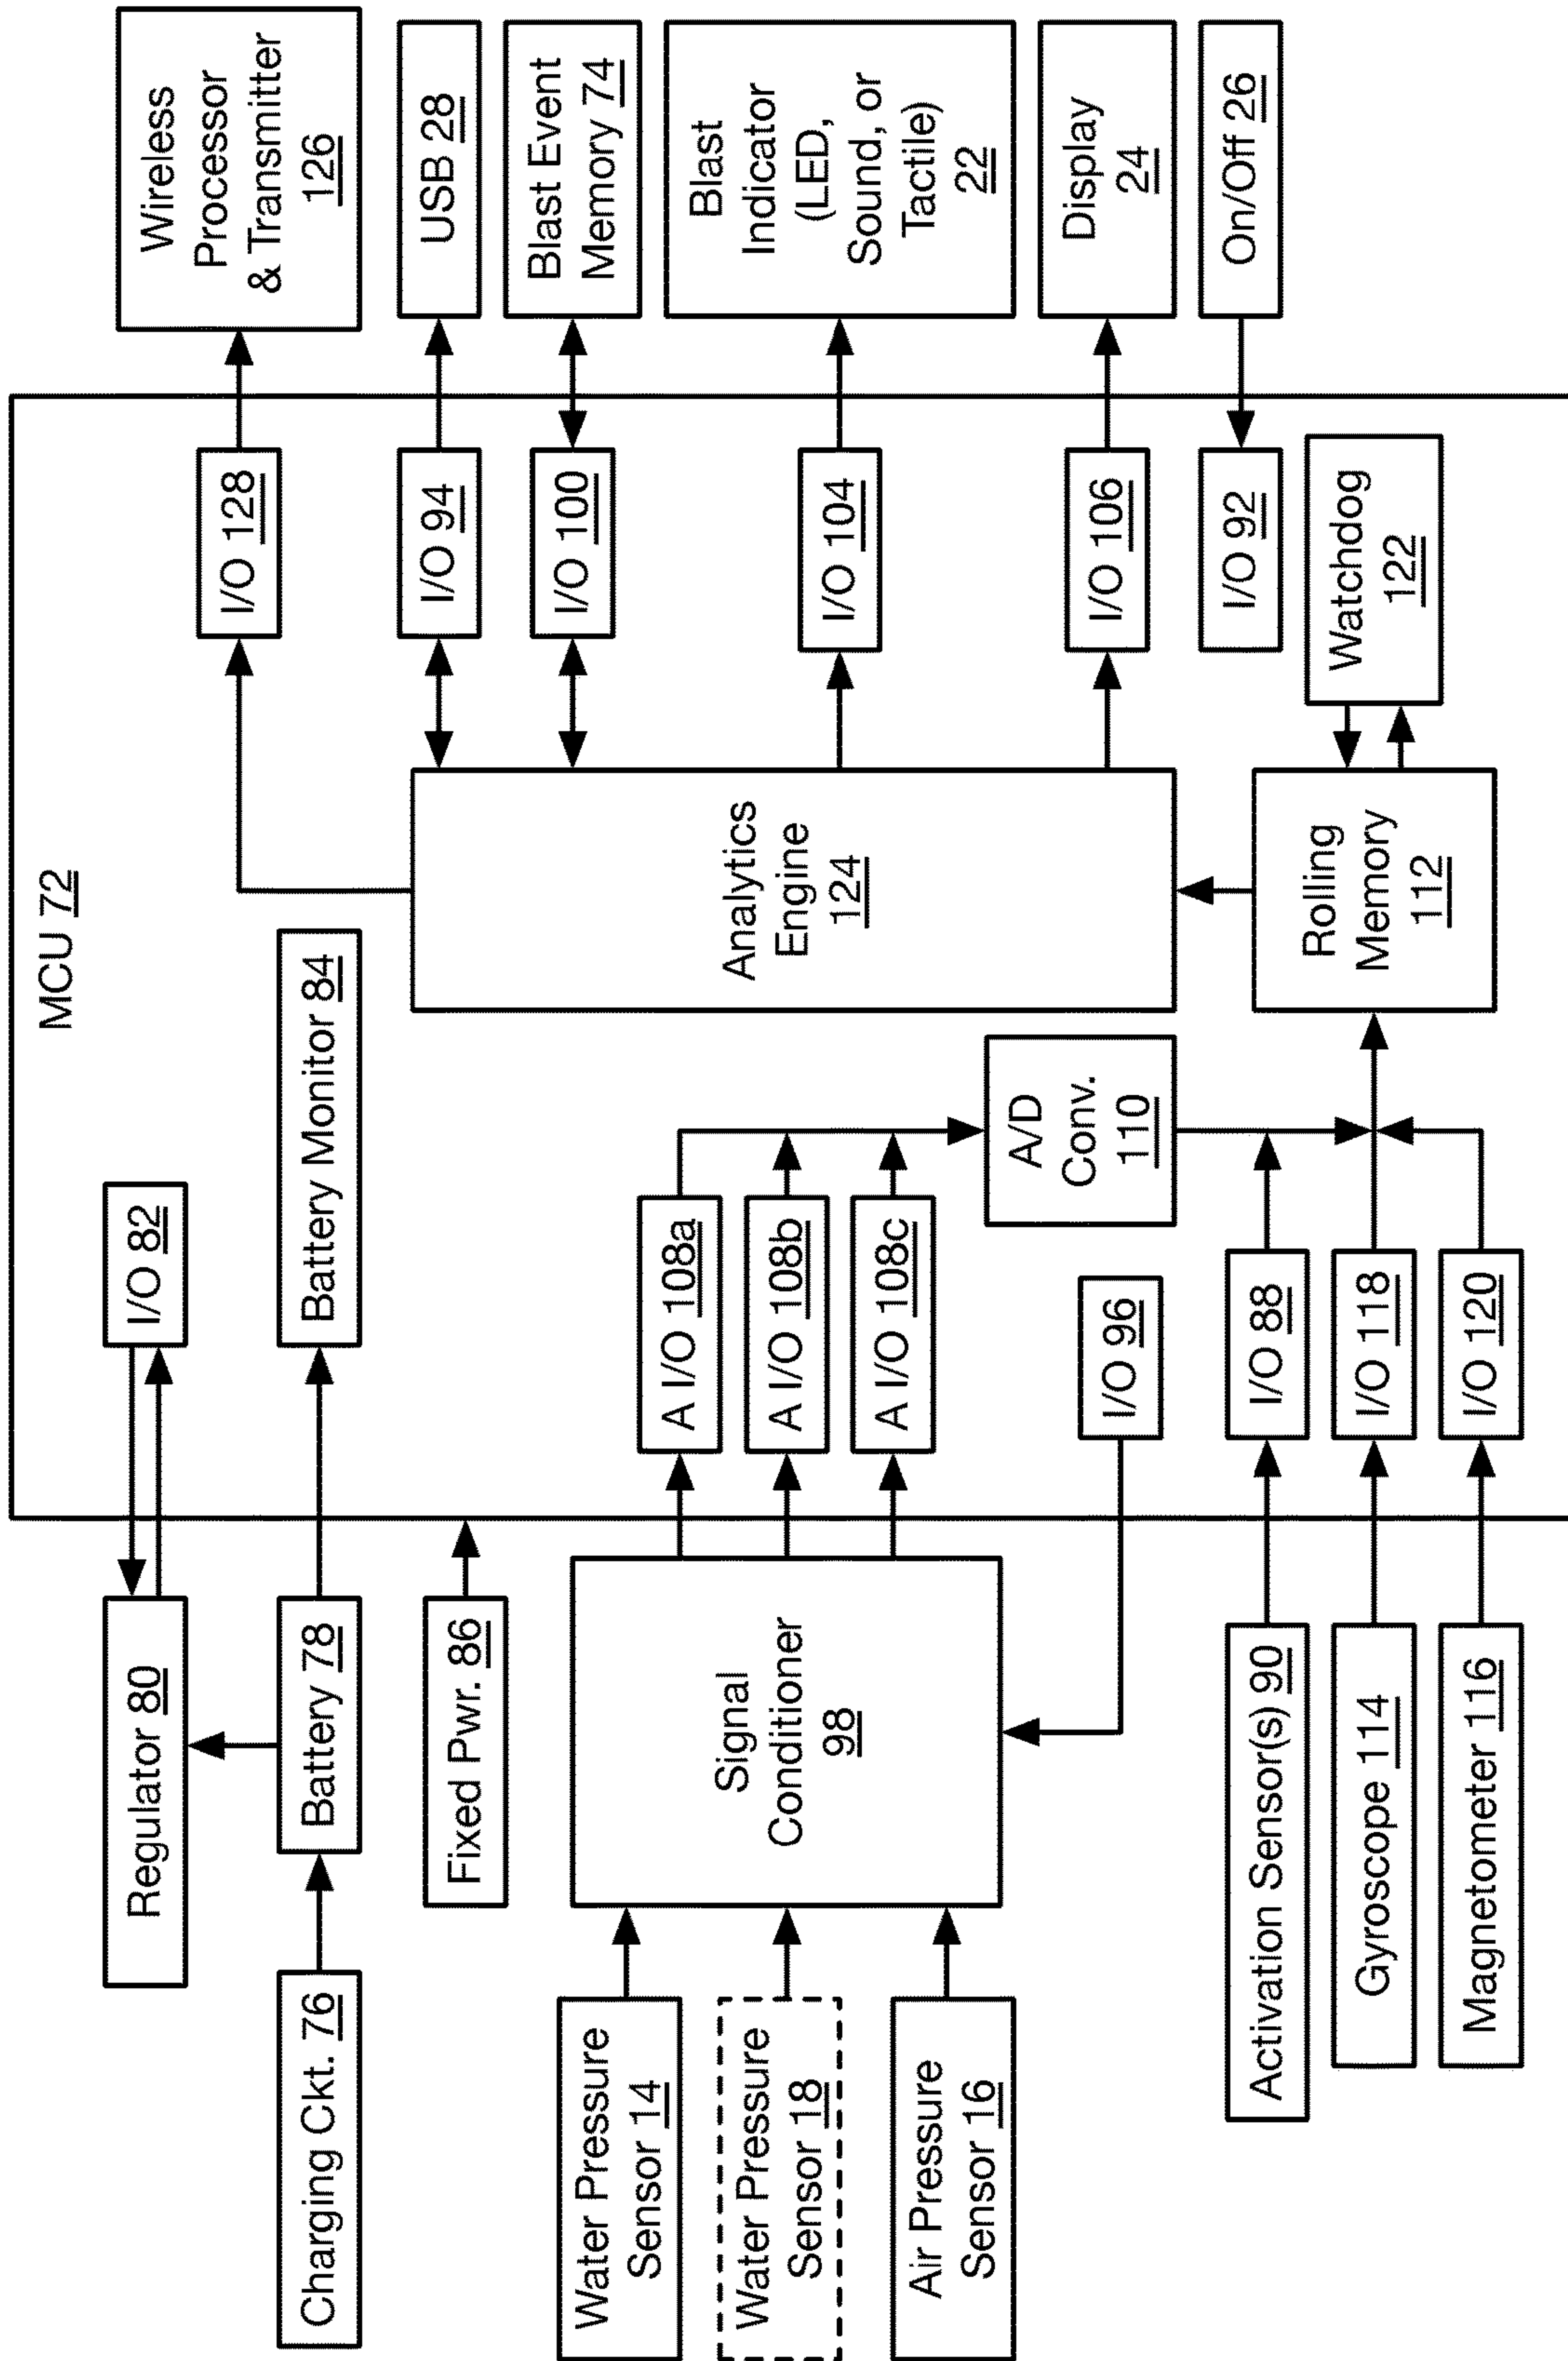 MCU 72
Charging Ckt. 76
Regulator 80
Battery 78
I/O 82
Battery Monitor 84
Fixed Pwr. 86
Water Pressure
Sensor 14
Water Pressure
Sensor 18
Air Pressure
Sensor 16
Signal
Conditioner
98
A I/O 108a
A I/O 108b
A I/O 108c
I/O 96
A/D
Conv.
110
Activation Sensor(s) 90
Gyroscope 114
Magnetometer 116
I/O 88
I/O 118
I/O 120
Analytics
Engine
124
Rolling
Memory
112
Watchdog
122
I/O 128
I/O 94
I/O 100
I/O 104
I/O 106
I/O 92
Wireless
Processor
& Transmitter
126
USB 28
Blast Event
Memory 74
Blast
Indicator
(LED,
Sound, or
Tactile)
22
Display
24
On/Off 26